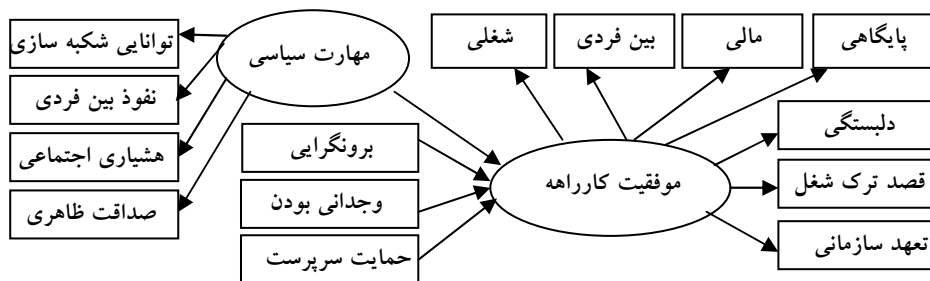 پایگاهی
مالی
بین فردی
شغلی
مهارت سیاسی
توانایی شکبه سازی
نفوذ بین فردی
هشیاری اجتماعی
صداقت ظاهری
دلبستگی
قصد ترک شغل
تعهد سازمانی
موفقیت کارراهه
برونگرایی
وجدانی بودن
حمایت سرپرست